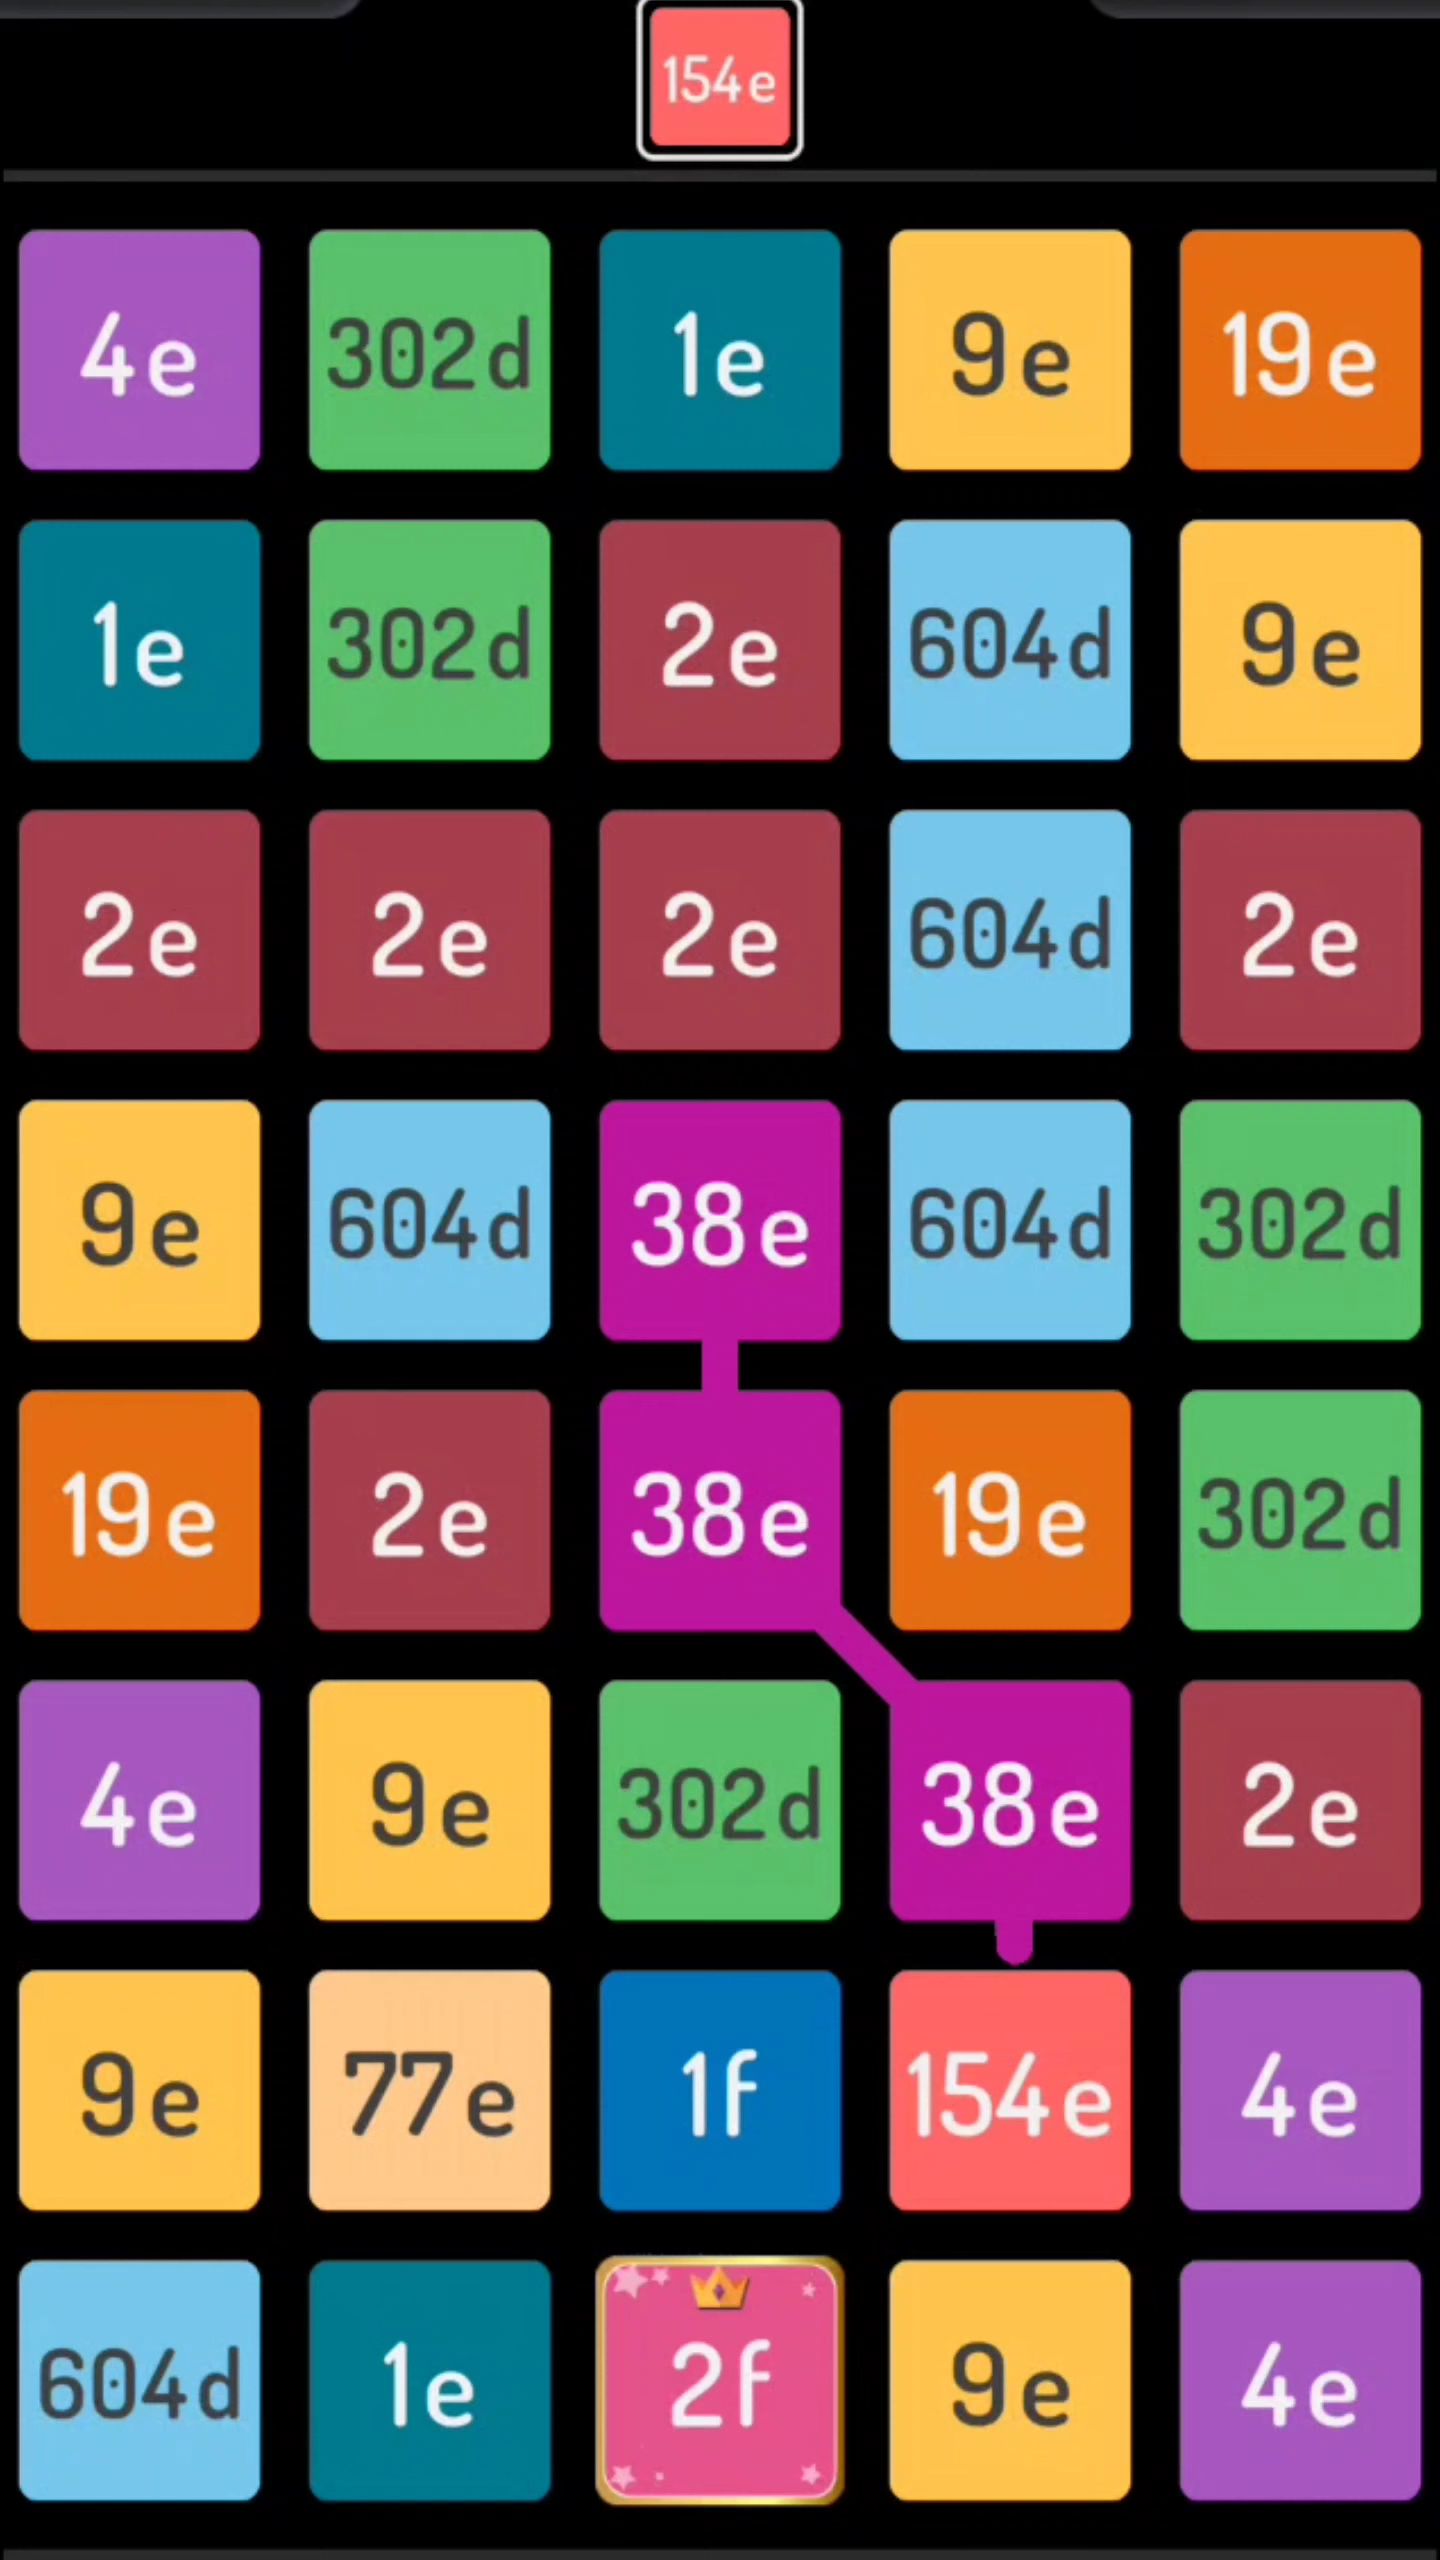 154e
4e 302d 1e 9e 19e
1e 302d 2e 604d 9e
2e 2e 2e 604d 2e
9e 604d 38e 604d 302d
19e 2e 38e 19e 302d
4e 9e 302d 38e 2e
9e 77e 1f 154e 4e
604d 1e 2f 9e 4e